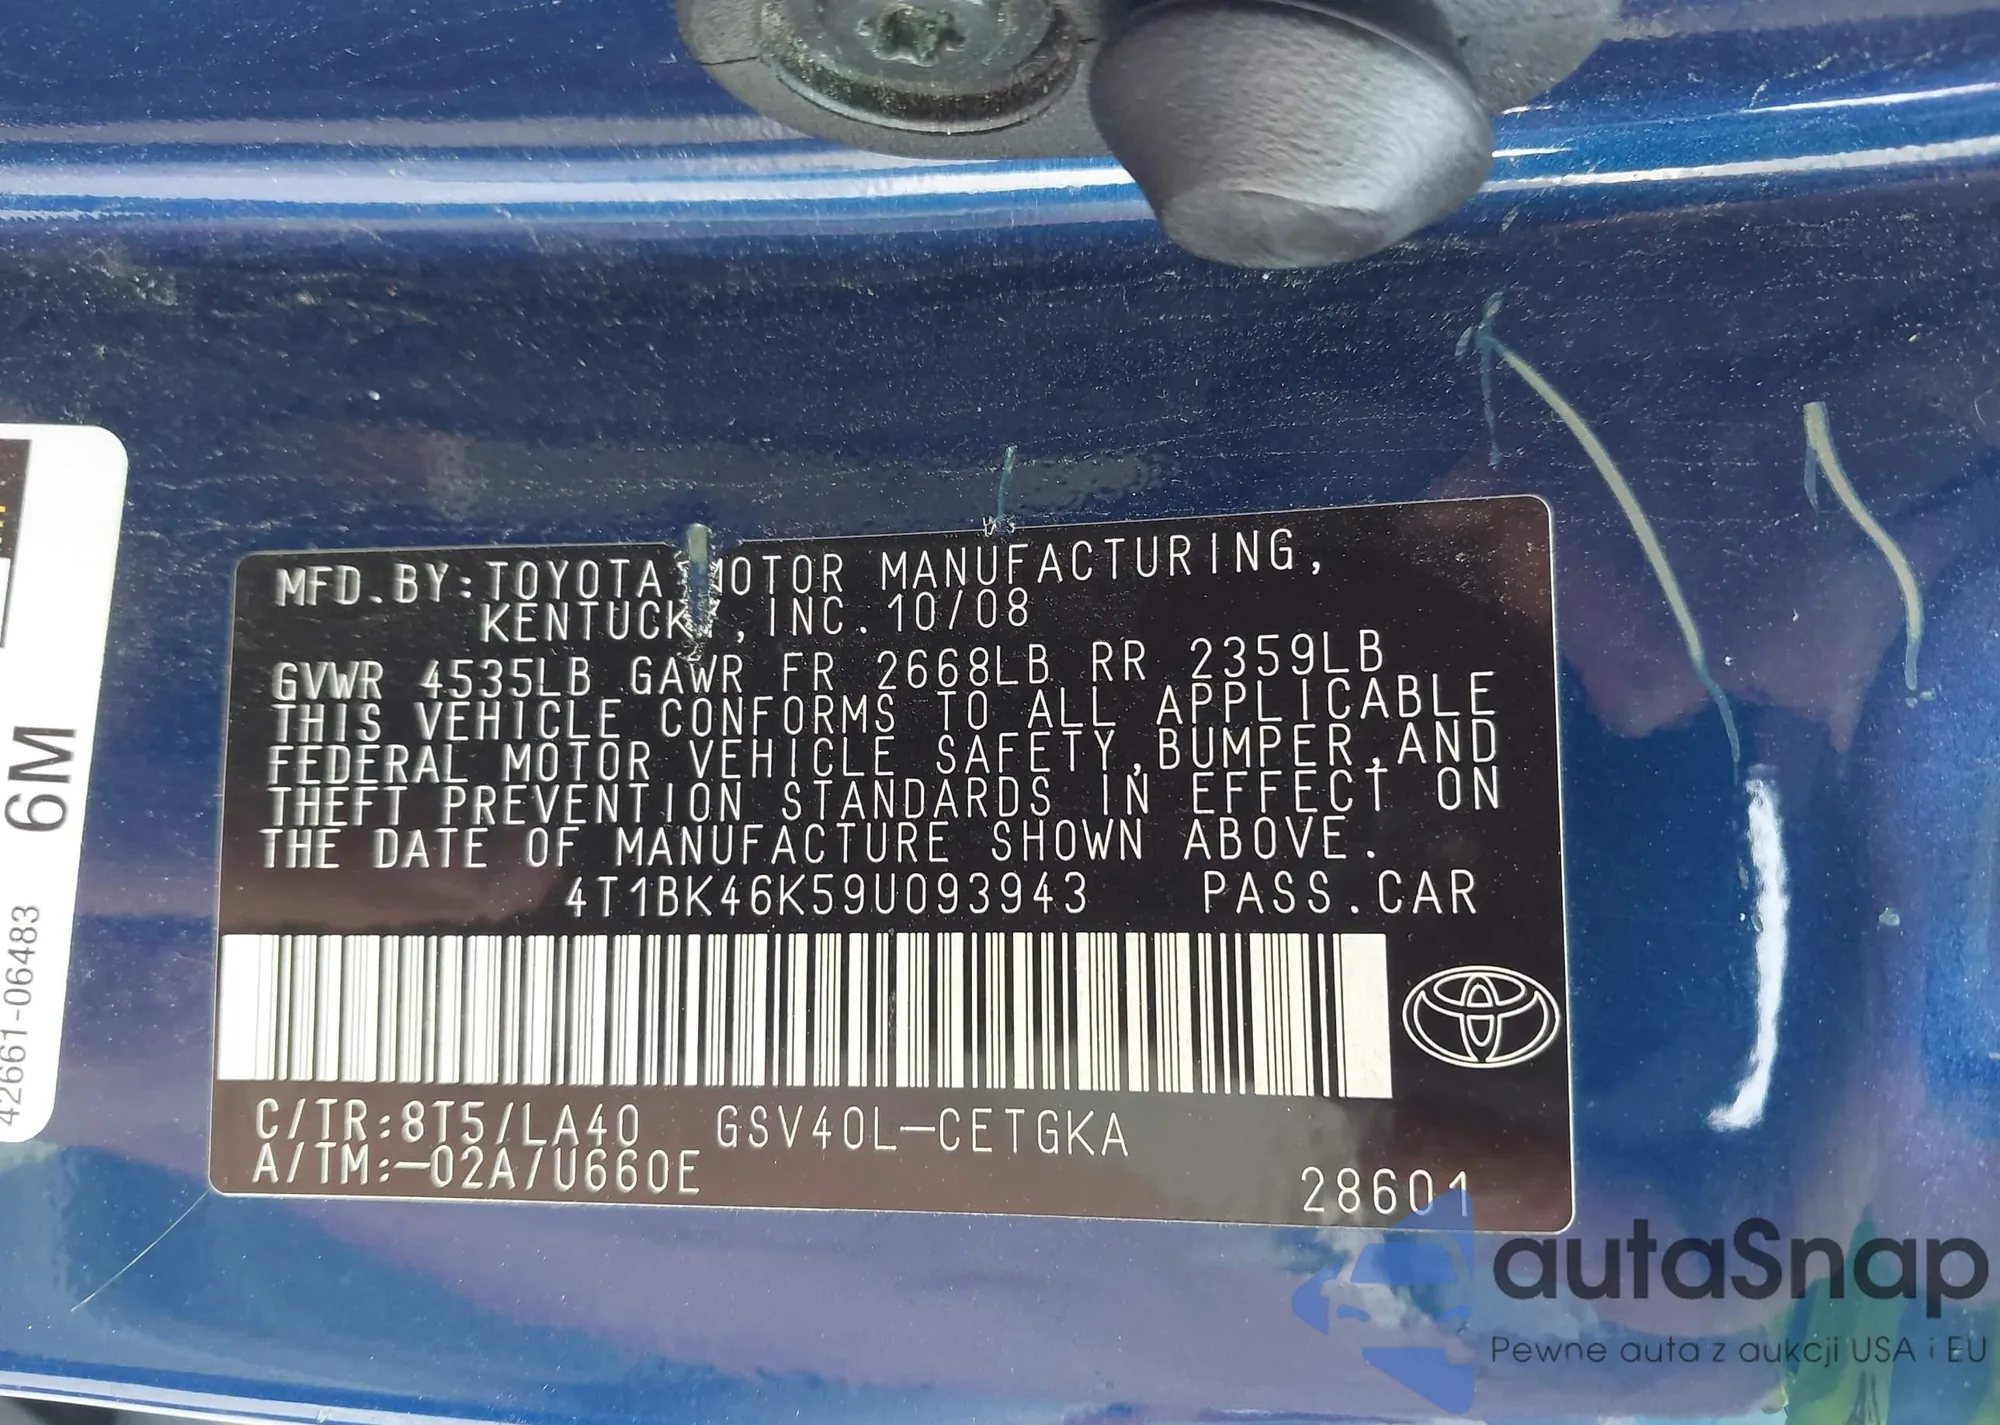 MFD.BY:TOYOTA MOTOR MANUFACTURING,
KENTUCKY, INC. 10/08
GVWR 4535LB GAWR FR 2668LB RR 2359LB
THIS VEHICLE CONFORMS TO ALL APPLICABLE
FEDERAL MOTOR VEHICLE SAFETY,BUMPER,AND
THEFT PREVENTION STANDARDS IN EFFECT ON
THE DATE OF MANUFACTURE SHOWN ABOVE.
4T1BK46K59U093943 PASS.CAR
C/TR:8T5/LA40 GSV40L-CETGKA
A/TM:-02A/U660E
28601
6M
42661-06483
autaSnap
Pewne auta z aukcji USA i EU